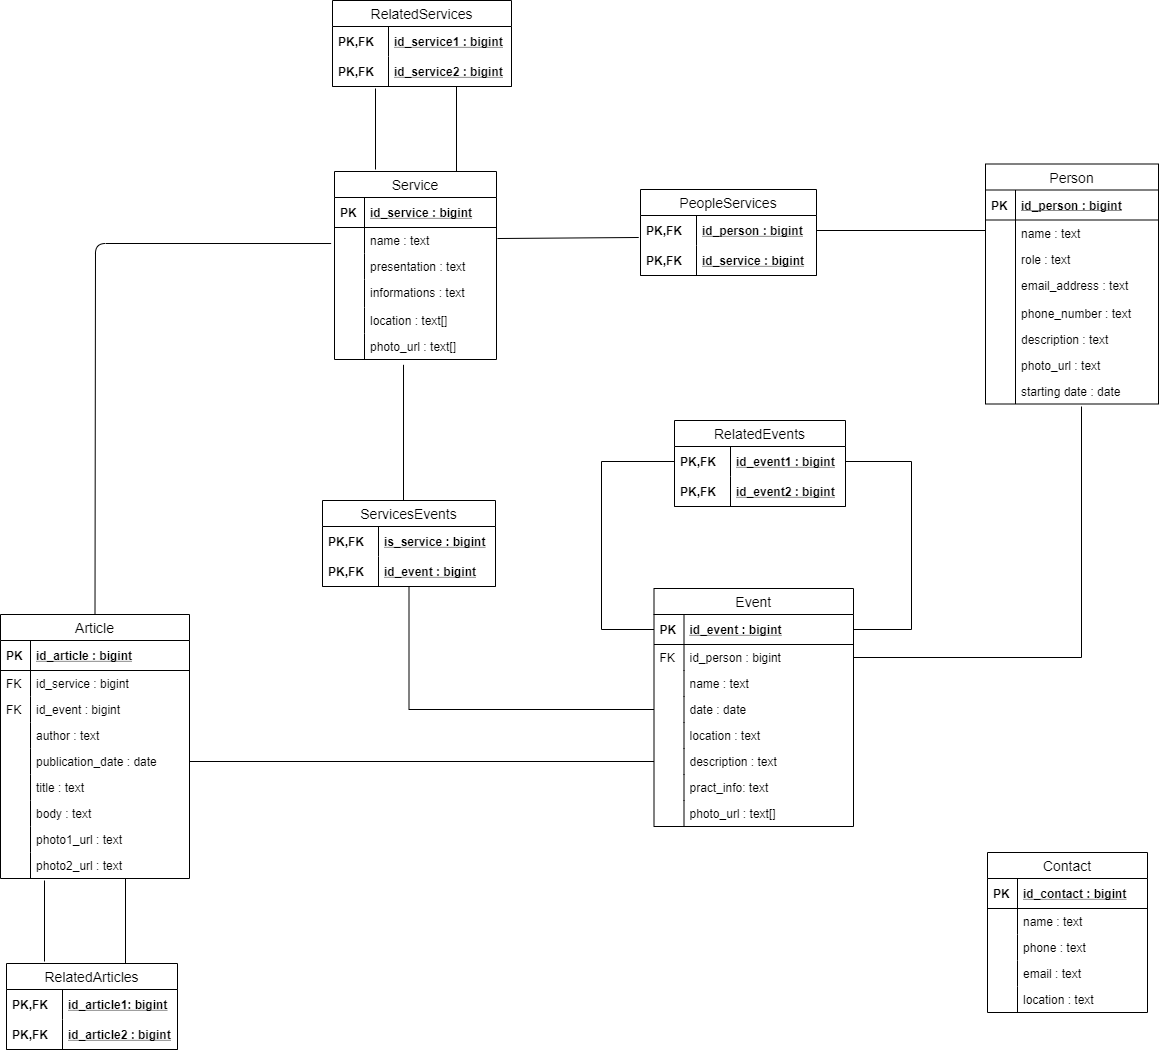 RelatedServices
PK,FK id_service1 : bigint
PK,FK id_service2 : bigint
Service
PK id_service : bigint
name : text
presentation : text
informations : text
location : text[]
photo_url : text[]
PeopleServices
PK,FK id_person : bigint
PK,FK id_service : bigint
Person
PK id_person : bigint
name : text
role : text
email_address : text
phone_number : text
description : text
photo_url : text
starting date : date
RelatedEvents
PK,FK id_event1 : bigint
PK,FK id_event2 : bigint
ServicesEvents
PK,FK is_service : bigint
PK,FK id_event : bigint
Event
PK id_event : bigint
FK id_person : bigint
name : text
date : date
location : text
description : text
pract_info: text
photo_url : text[]
Article
PK id_article : bigint
FK id_service : bigint
FK id_event : bigint
author : text
publication_date : date
title : text
body : text
photo1_url : text
photo2_url : text
Contact
PK id_contact : bigint
name : text
phone : text
email : text
location : text
RelatedArticles
PK,FK id_article1: bigint
PK,FK id_article2 : bigint